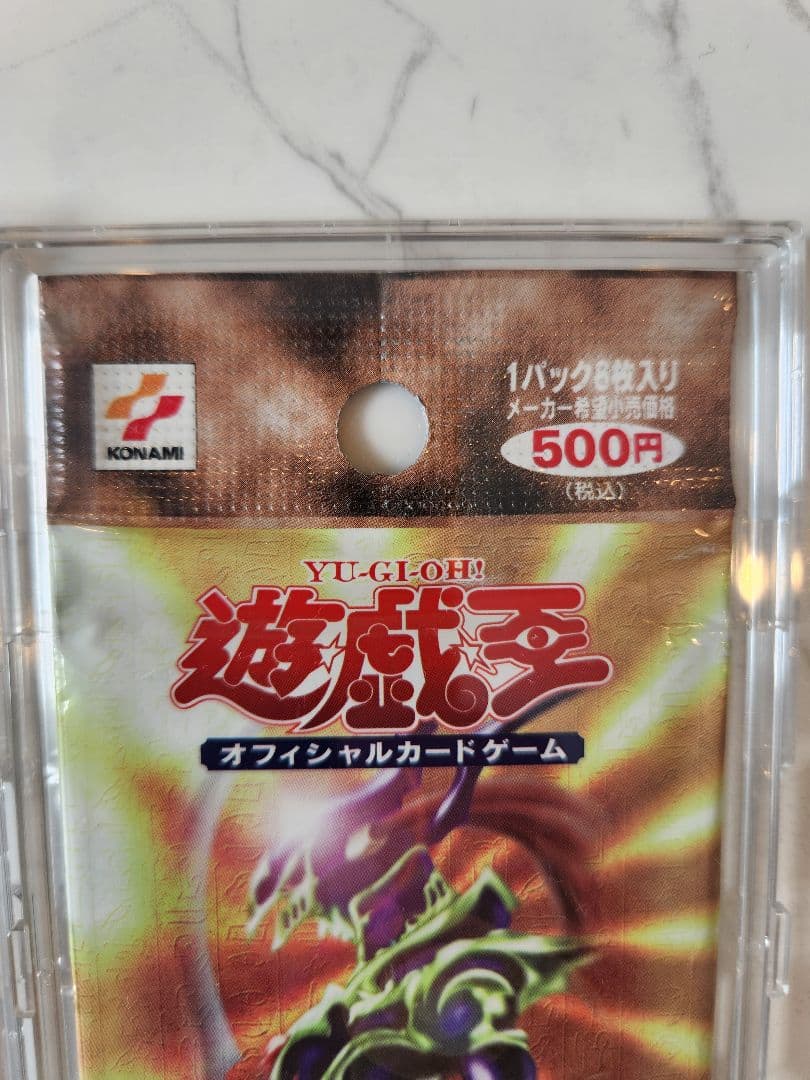 KONAMI
1パック8枚入り
メーカー希望小売価格
500円
(税込)
YU-GI-OH!
遊☆戯☆王
オフィシャルカードゲーム